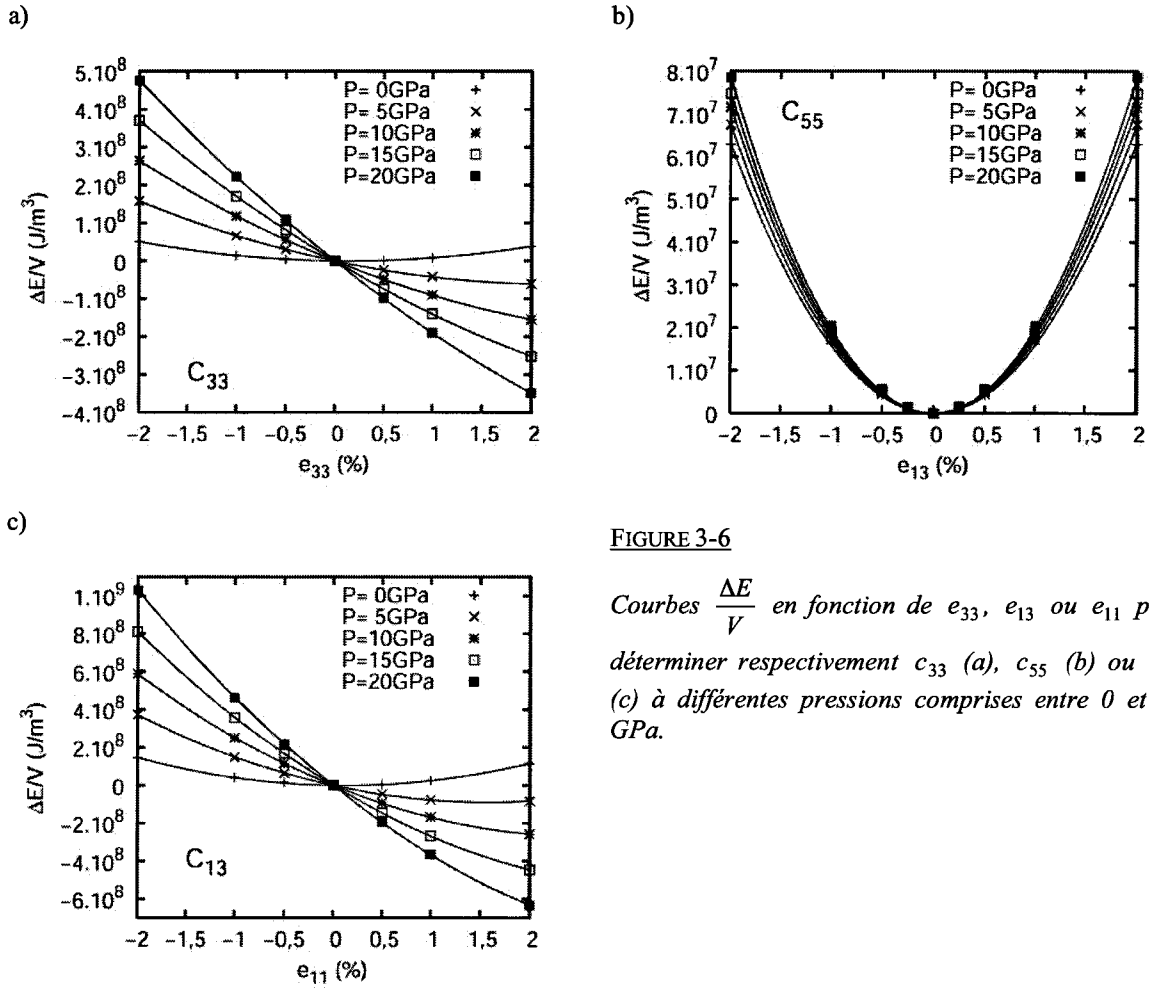 a)
5.10⁸
4.10⁸
3.10⁸
2.10⁸
1.10⁸
0
−1.10⁸
−2.10⁸
−3.10⁸
−4.10⁸
ΔE/V (J/m³)
P= 0GPa
P= 5GPa
P=10GPa
P=15GPa
P=20GPa
C₃₃
−2 −1,5 −1 −0,5 0 0,5 1 1,5 2
e₃₃ (%)
b)
8.10⁷
7.10⁷
6.10⁷
5.10⁷
4.10⁷
3.10⁷
2.10⁷
1.10⁷
0
ΔE/V (J/m³)
C₅₅
P= 0GPa
P= 5GPa
P=10GPa
P=15GPa
P=20GPa
−2 −1,5 −1 −0,5 0 0,5 1 1,5 2
e₁₃ (%)
c)
1.10⁹
8.10⁸
6.10⁸
4.10⁸
2.10⁸
0
−2.10⁸
−4.10⁸
−6.10⁸
ΔE/V (J/m³)
P= 0GPa
P= 5GPa
P=10GPa
P=15GPa
P=20GPa
C₁₃
−2 −1,5 −1 −0,5 0 0,5 1 1,5 2
e₁₁ (%)
FIGURE 3-6
Courbes ΔE/V en fonction de e₃₃, e₁₃ ou e₁₁ p
déterminer respectivement c₃₃ (a), c₅₅ (b) ou
(c) à différentes pressions comprises entre 0 et
GPa.